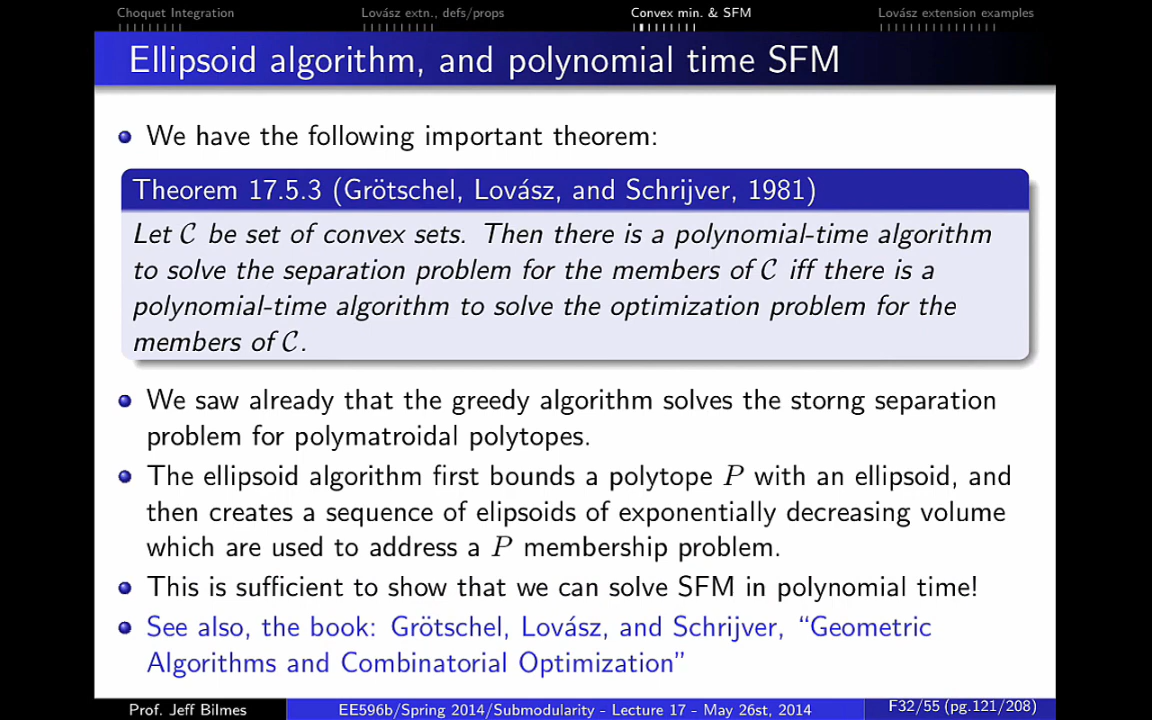 Choquet Integration Lovász extn., defs/props Convex min. & SFM Lovász extension examples
Ellipsoid algorithm, and polynomial time SFM
We have the following important theorem:
Theorem 17.5.3 (Grötschel, Lovász, and Schrijver, 1981)
Let C be set of convex sets. Then there is a polynomial-time algorithm
to solve the separation problem for the members of C iff there is a
polynomial-time algorithm to solve the optimization problem for the
members of C.
We saw already that the greedy algorithm solves the storng separation
problem for polymatroidal polytopes.
The ellipsoid algorithm first bounds a polytope P with an ellipsoid, and
then creates a sequence of elipsoids of exponentially decreasing volume
which are used to address a P membership problem.
This is sufficient to show that we can solve SFM in polynomial time!
See also, the book: Grötschel, Lovász, and Schrijver, “Geometric
Algorithms and Combinatorial Optimization”
Prof. Jeff Bilmes EE596b/Spring 2014/Submodularity - Lecture 17 - May 26st, 2014 F32/55 (pg.121/208)